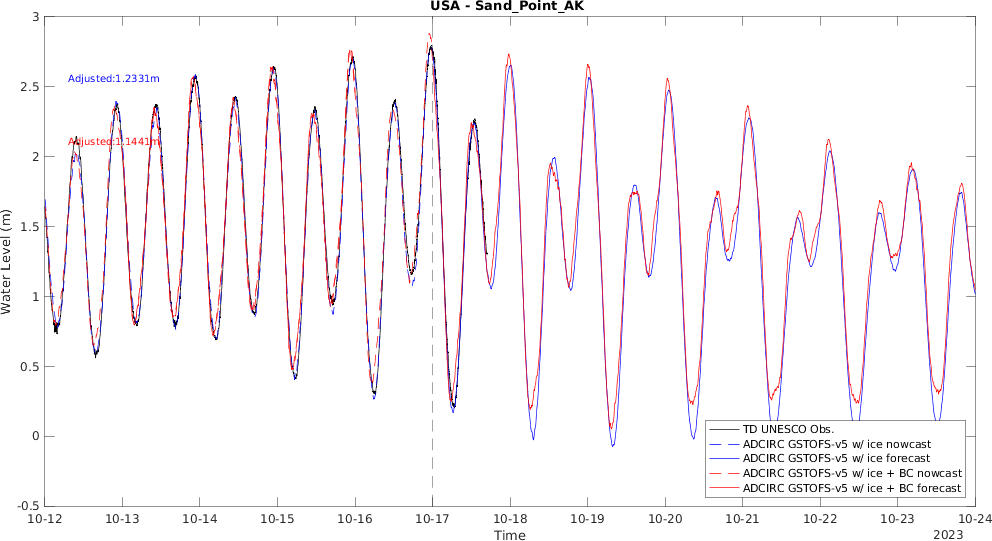 USA - Sand_Point_AK
3
2.5
2
1.5
1
0.5
0
-0.5
Water Level (m)
Adjusted:1.2331m
Adjusted:1.1441m
TD UNESCO Obs.
ADCIRC GSTOFS-v5 w/ ice nowcast
ADCIRC GSTOFS-v5 w/ ice forecast
ADCIRC GSTOFS-v5 w/ ice + BC nowcast
ADCIRC GSTOFS-v5 w/ ice + BC forecast
10-12 10-13 10-14 10-15 10-16 10-17 10-18 10-19 10-20 10-21 10-22 10-23 10-24
Time
2023